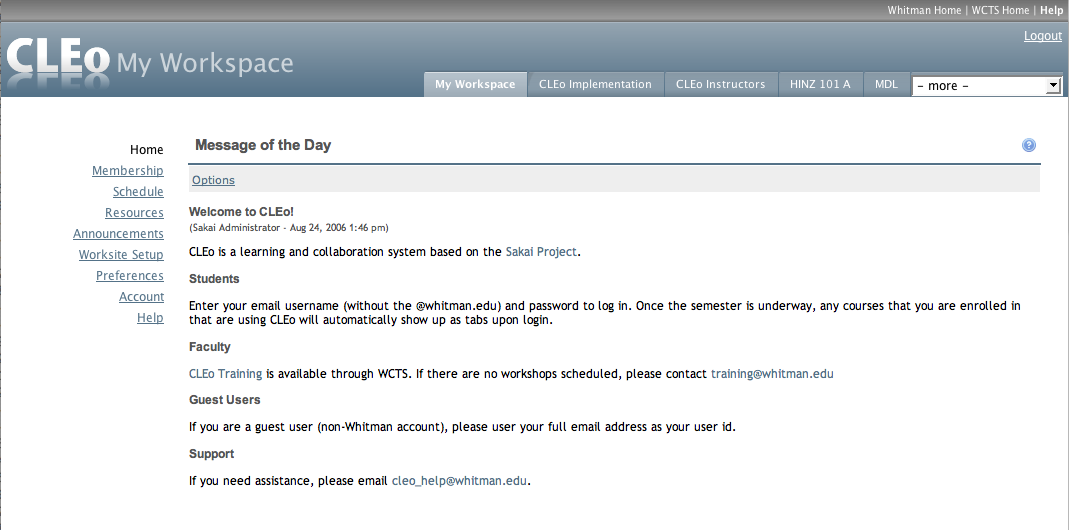 Whitman Home | WCTS Home | Help
Logout
CLEo My Workspace
My Workspace CLEo Implementation CLEo Instructors HINZ 101 A MDL - more -
Home
Membership
Schedule
Resources
Announcements
Worksite Setup
Preferences
Account
Help
Message of the Day
?
Options
Welcome to CLEo!
(Sakai Administrator - Aug 24, 2006 1:46 pm)
CLEo is a learning and collaboration system based on the Sakai Project.
Students
Enter your email username (without the @whitman.edu) and password to log in. Once the semester is underway, any courses that you are enrolled in
that are using CLEo will automatically show up as tabs upon login.
Faculty
CLEo Training is available through WCTS. If there are no workshops scheduled, please contact training@whitman.edu
Guest Users
If you are a guest user (non-Whitman account), please user your full email address as your user id.
Support
If you need assistance, please email cleo_help@whitman.edu.